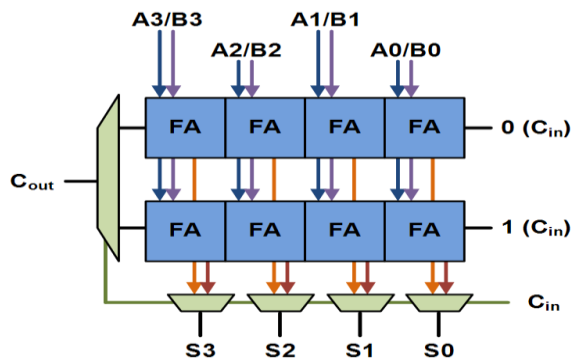 A3/B3 A1/B1
A2/B2 A0/B0
FA FA FA FA 0 (Cin)
Cout
FA FA FA FA 1 (Cin)
Cin
S3 S2 S1 S0